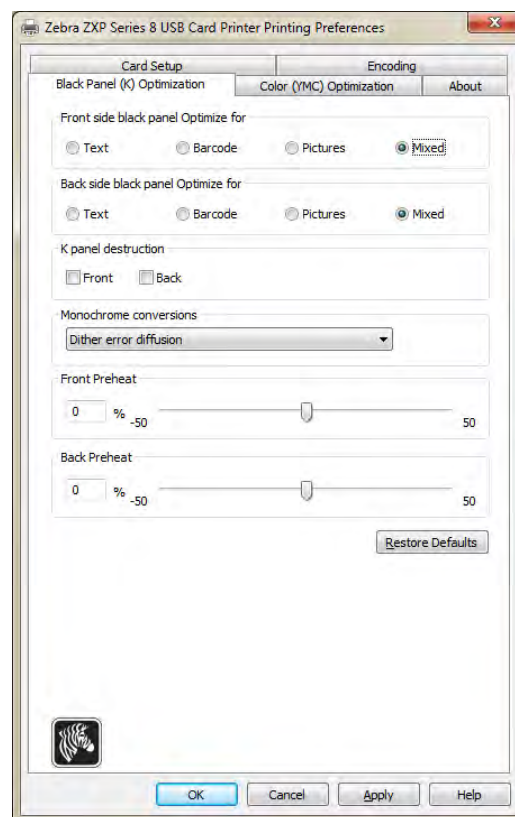 Zebra ZXP Series 8 USB Card Printer Printing Preferences
Card Setup Encoding
Black Panel (K) Optimization Color (YMC) Optimization About
Front side black panel Optimize for
Text Barcode Pictures Mixed
Back side black panel Optimize for
Text Barcode Pictures Mixed
K panel destruction
Front Back
Monochrome conversions
Dither error diffusion
Front Preheat
0 % -50 50
Back Preheat
0 % -50 50
Restore Defaults
OK Cancel Apply Help